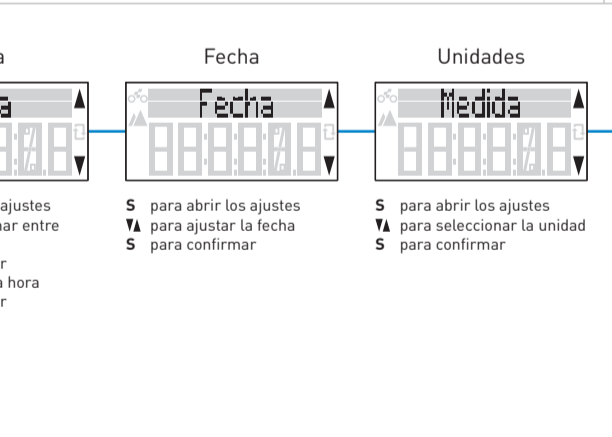 a
Fecha
Unidades
a
Fecha
Medida
ajustes
ar entre
r
a hora
r
S para abrir los ajustes
▼▲ para ajustar la fecha
S para confirmar
S para abrir los ajustes
▼▲ para seleccionar la unidad
S para confirmar